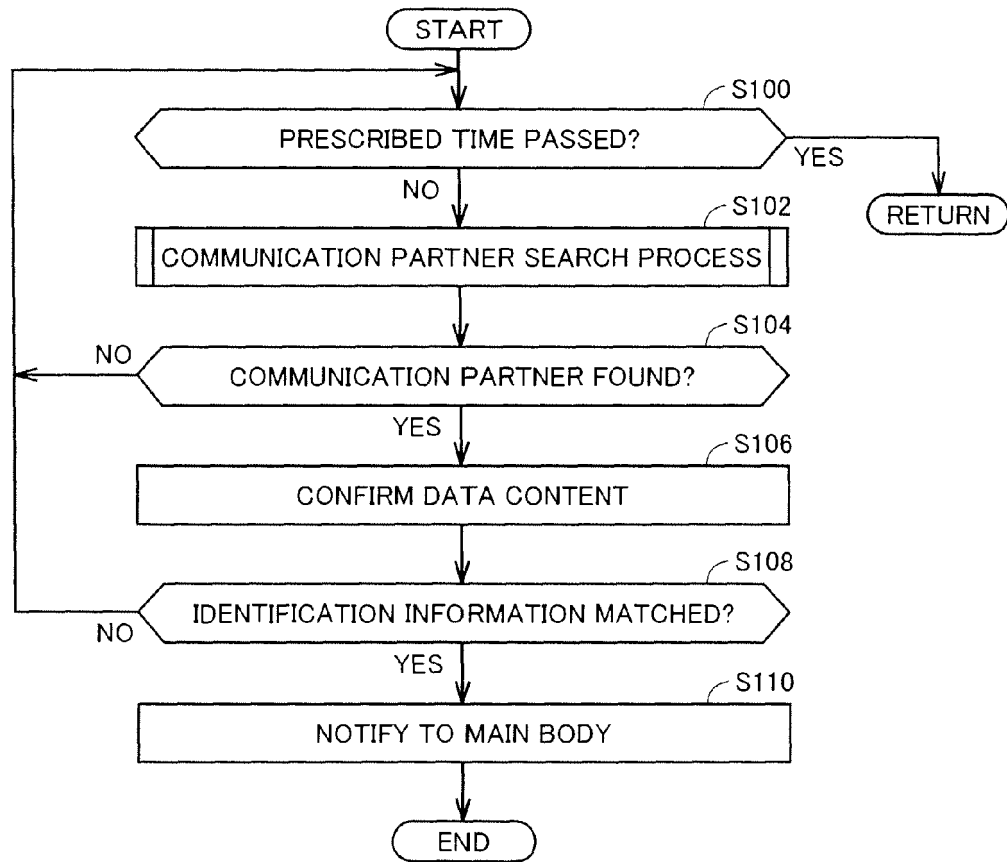 START
S100
PRESCRIBED TIME PASSED?
YES
NO
RETURN
S102
COMMUNICATION PARTNER SEARCH PROCESS
S104
NO
COMMUNICATION PARTNER FOUND?
YES
S106
CONFIRM DATA CONTENT
S108
IDENTIFICATION INFORMATION MATCHED?
NO
YES
S110
NOTIFY TO MAIN BODY
END